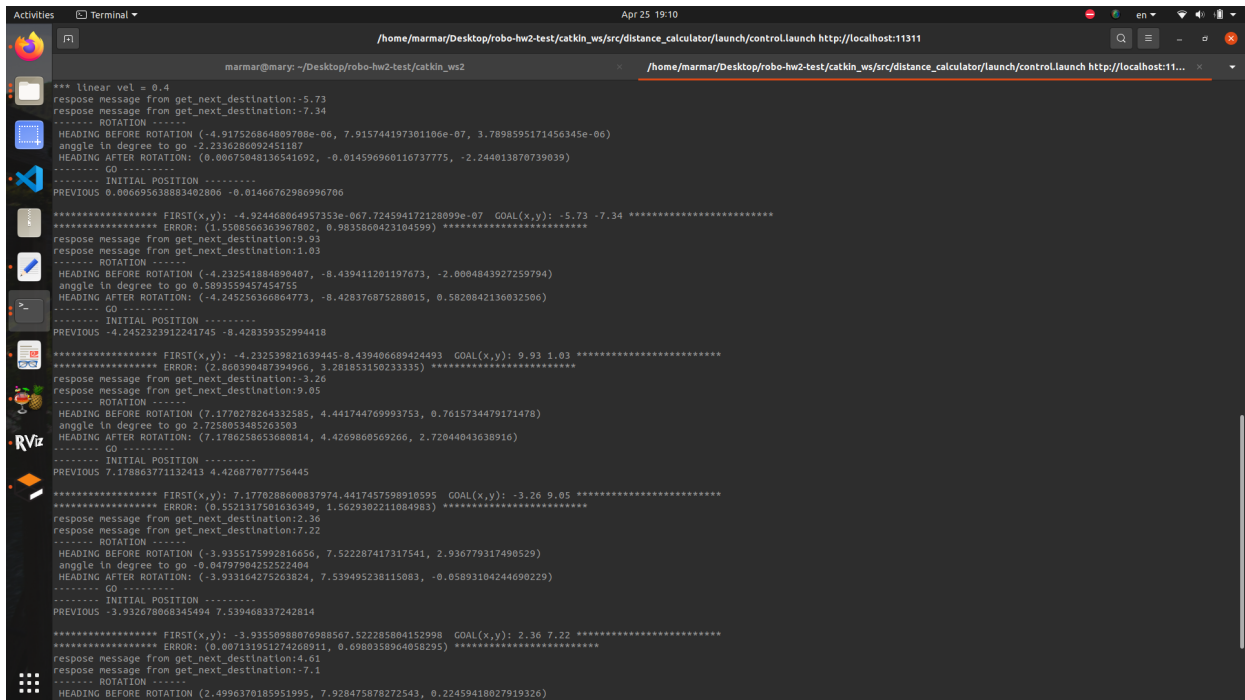 Activities
Terminal
Apr 25 19:10
en
/home/marmar/Desktop/robo-hw2-test/catkin_ws/src/distance_calculator/launch/control.launch http://localhost:11311
marmar@mary: ~/Desktop/robo-hw2-test/catkin_ws2
/home/marmar/Desktop/robo-hw2-test/catkin_ws/src/distance_calculator/launch/control.launch http://localhost:11...
*** linear vel = 0.4
respose message from get_next_destination:-5.73
respose message from get_next_destination:-7.34
------- ROTATION ------
HEADING BEFORE ROTATION (-4.917526864809708e-06, 7.915744197301106e-07, 3.7898595171456345e-06)
anggle in degree to go -2.2336286092451187
HEADING AFTER ROTATION: (0.00675048136541692, -0.014596960116737775, -2.244013870739039)
-------- GO ---------
-------- INITIAL POSITION ---------
PREVIOUS 0.006695638883402806 -0.01466762986996706
****************** FIRST(x,y): -4.924468064957353e-067.724594172128099e-07  GOAL(x,y): -5.73 -7.34 *************************
****************** ERROR: (1.5508566363967802, 0.9835860423104599) *************************
respose message from get_next_destination:9.93
respose message from get_next_destination:1.03
------- ROTATION ------
HEADING BEFORE ROTATION (-4.232541884890407, -8.439411201197673, -2.0004843927259794)
anggle in degree to go 0.5893559457454755
HEADING AFTER ROTATION: (-4.245256366864773, -8.428376875288015, 0.5820842136032506)
-------- GO ---------
-------- INITIAL POSITION ---------
PREVIOUS -4.2452323912241745 -8.428359352994418
****************** FIRST(x,y): -4.232539821639445-8.439406689424493  GOAL(x,y): 9.93 1.03 *************************
****************** ERROR: (2.860390487394966, 3.281853150233335) *************************
respose message from get_next_destination:-3.26
respose message from get_next_destination:9.05
------- ROTATION ------
HEADING BEFORE ROTATION (7.1770278264332585, 4.441744769993753, 0.7615734479171478)
anggle in degree to go 2.7258053485263503
HEADING AFTER ROTATION: (7.1786258653680814, 4.4269860569266, 2.72044043638916)
-------- GO ---------
-------- INITIAL POSITION ---------
PREVIOUS 7.178863771132413 4.426877077756445
****************** FIRST(x,y): 7.1770288600837974.4417457598910595  GOAL(x,y): -3.26 9.05 *************************
****************** ERROR: (0.5521317501636349, 1.5629302211084983) *************************
respose message from get_next_destination:2.36
respose message from get_next_destination:7.22
------- ROTATION ------
HEADING BEFORE ROTATION (-3.9355175992816656, 7.522287417317541, 2.936779317490529)
anggle in degree to go -0.04797904252522404
HEADING AFTER ROTATION: (-3.933164275263824, 7.539495238115083, -0.05893104244690229)
-------- GO ---------
-------- INITIAL POSITION ---------
PREVIOUS -3.932678068345494 7.539468337242814
****************** FIRST(x,y): -3.93550988076988567.522285804152998  GOAL(x,y): 2.36 7.22 *************************
****************** ERROR: (0.007131951274268911, 0.6980358964058295) *************************
respose message from get_next_destination:4.61
respose message from get_next_destination:-7.1
------- ROTATION ------
HEADING BEFORE ROTATION (2.4996370185951995, 7.928475878272543, 0.22459418027919326)
RViz